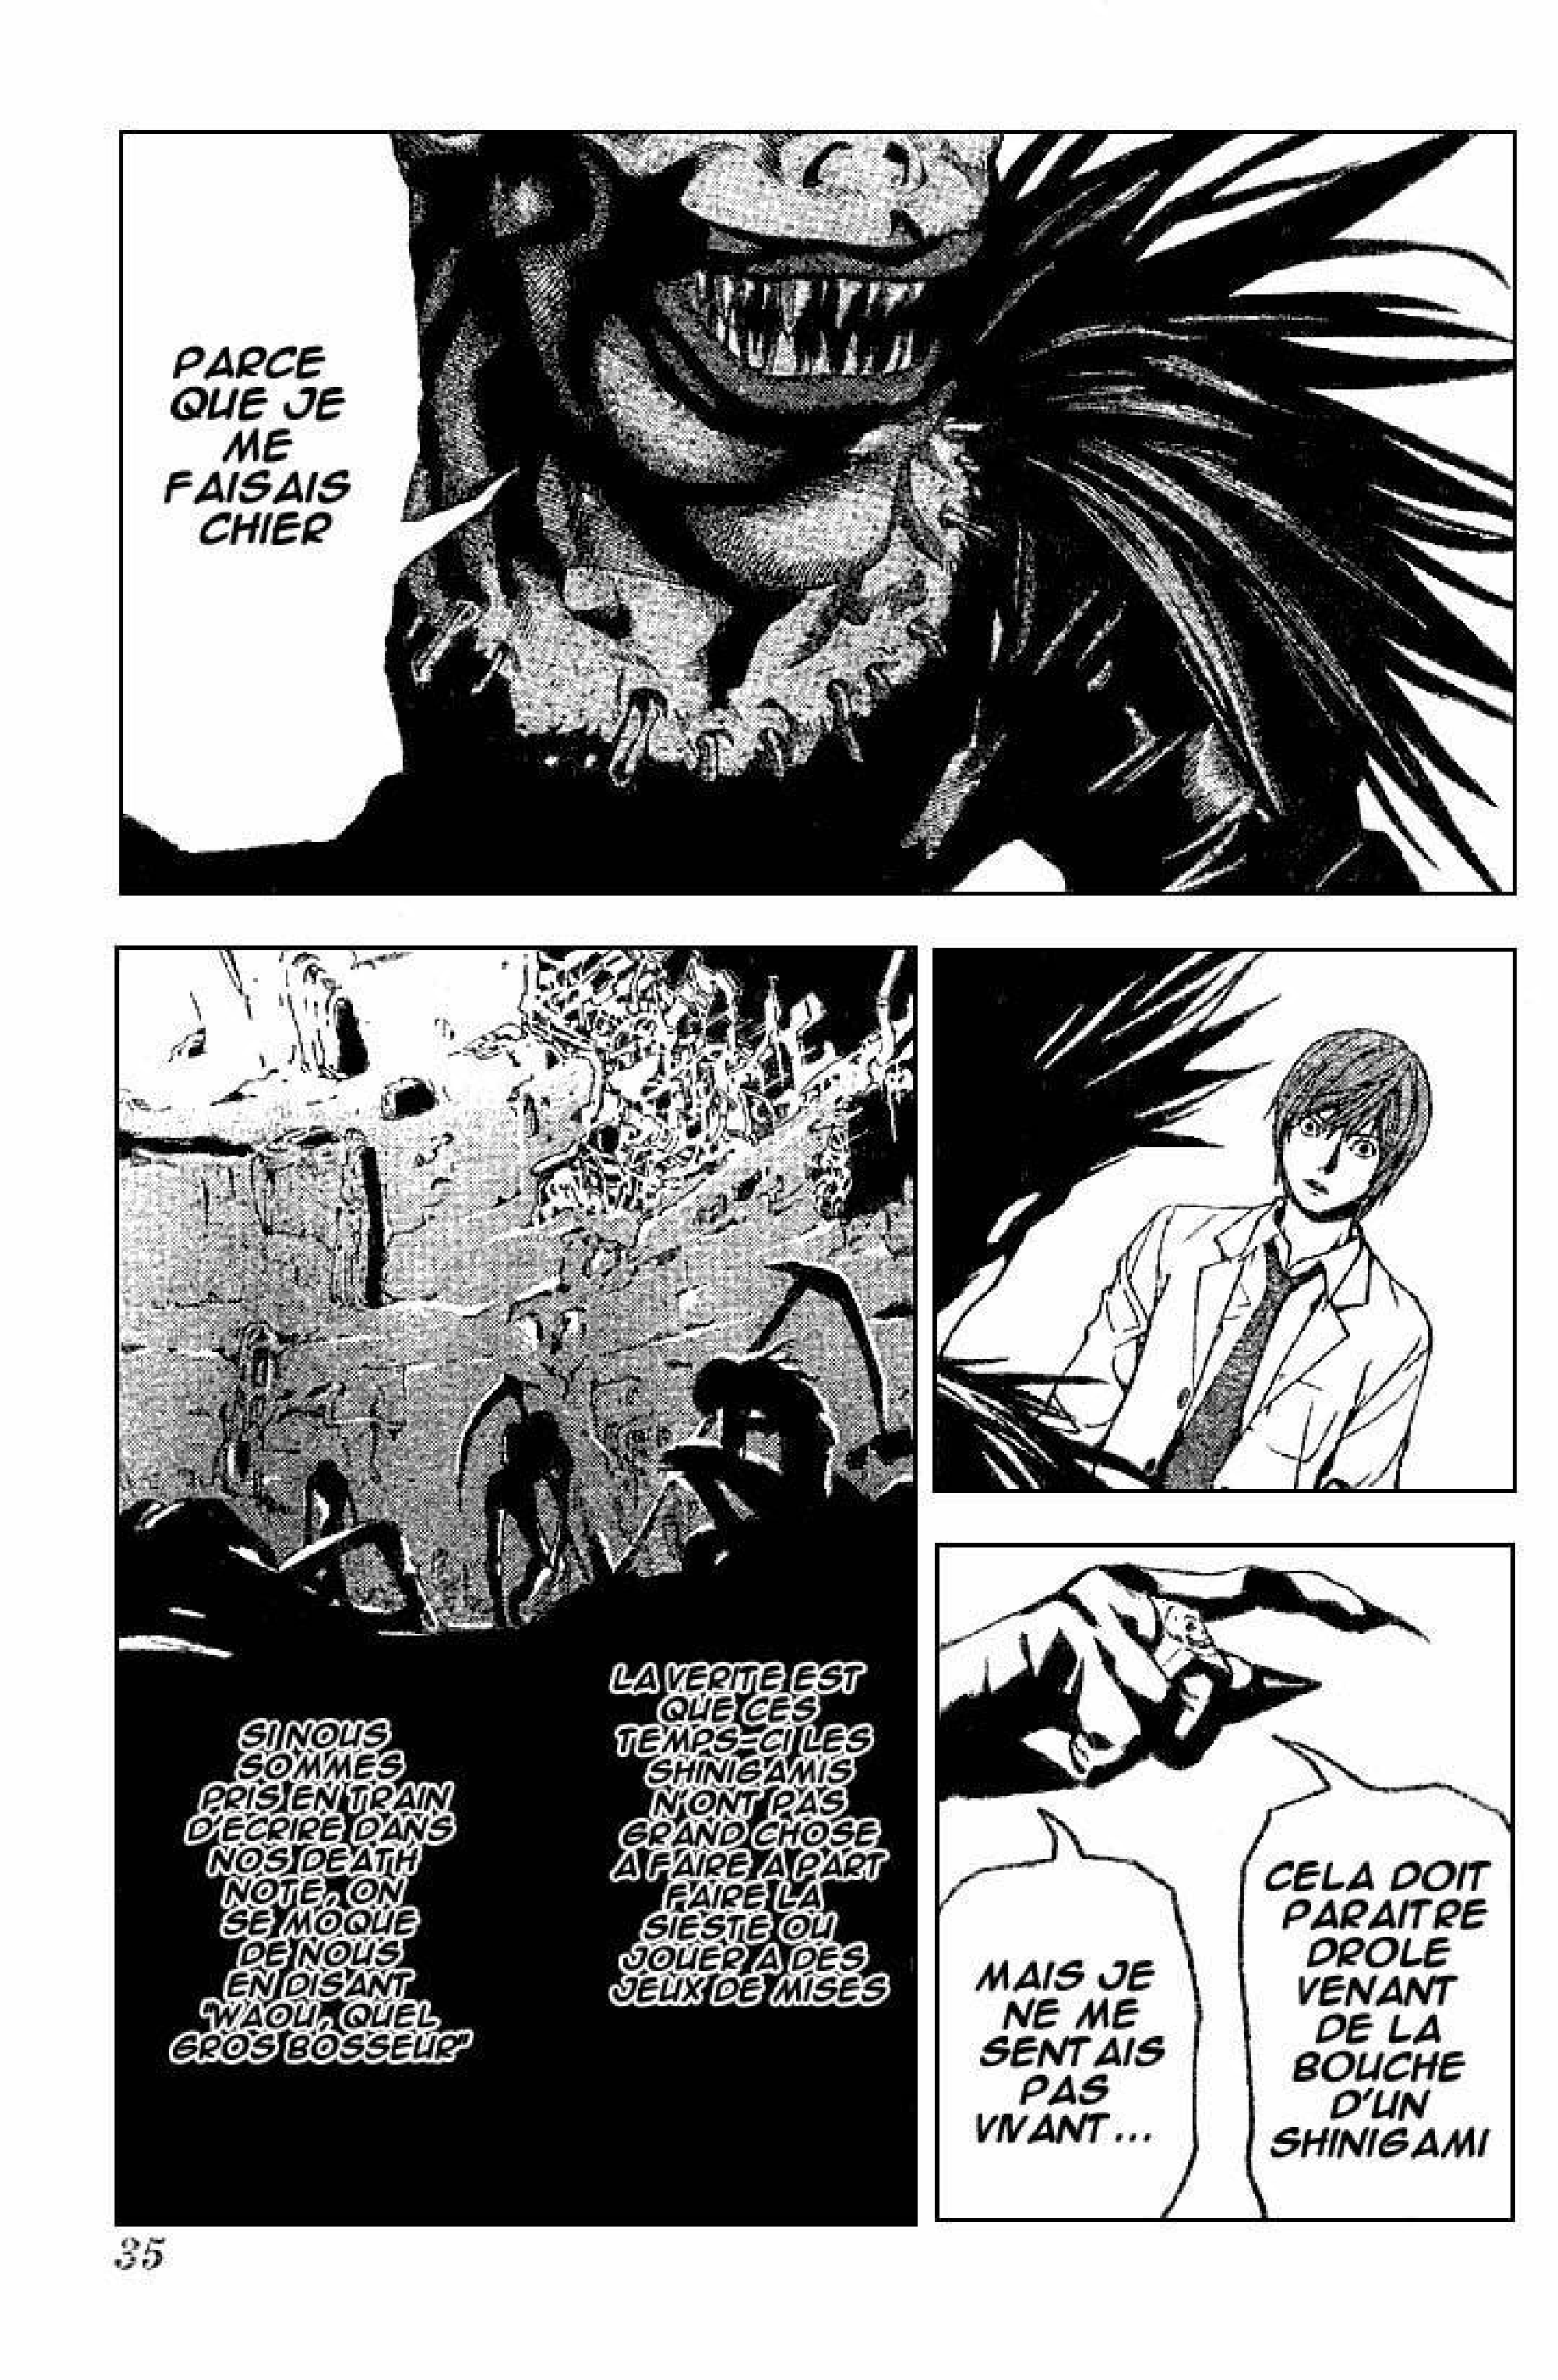 PARCE
QUE JE
ME
FAISAIS
CHIER
CELA DOIT
PARAITRE
DROLE
VENANT
DE LA
BOUCHE
D'UN
SHINIGAMI
MAIS JE
NE ME
SENTAIS
PAS
VIVANT...
LA VERITE EST
QUE CES
TEMPS-CI LES
SHINIGAMIS
N'ONT PAS
GRAND CHOSE
A FAIRE A PART
FAIRE LA
SIESTE OU
JOUER A DES
JEUX DE MISES
SI NOUS
SOMMES
PRIS EN TRAIN
D'ECRIRE DANS
NOS DEATH
NOTE, ON
SE MOQUE
DE NOUS
EN DISANT
"WAOU, QUEL
GROS BOSSEUR"
35